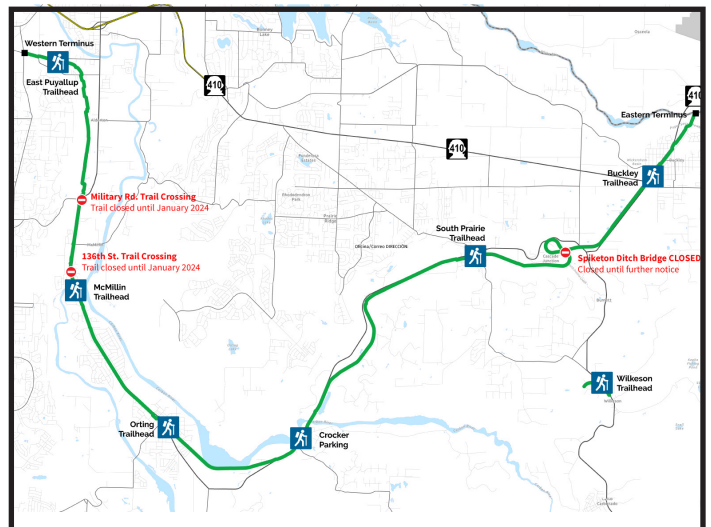 Western Terminus
East Puyallup
Trailhead
410
410
410
Eastern Terminus
Buckley
Trailhead
Military Rd. Trail Crossing
Trail closed until January 2024
136th St. Trail Crossing
Trail closed until January 2024
McMillin
Trailhead
South Prairie
Trailhead
Spiketon Ditch Bridge CLOSED
Closed until further notice
Wilkeson
Trailhead
Orting
Trailhead
Crocker
Parking